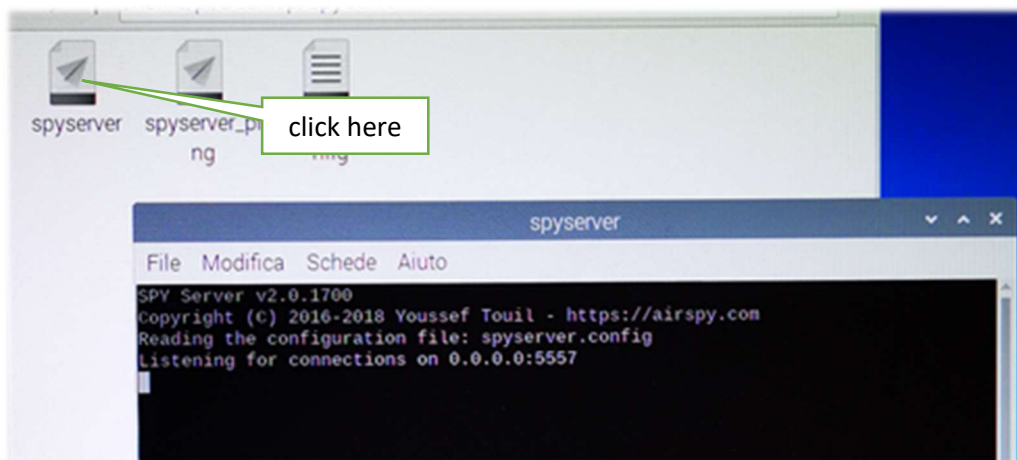 spyserver
spyserver_pi
ng
click here
spyserver
File Modifica Schede Aiuto
SPY Server v2.0.1700
Copyright (C) 2016-2018 Youssef Touil - https://airspy.com
Reading the configuration file: spyserver.config
Listening for connections on 0.0.0.0:5557